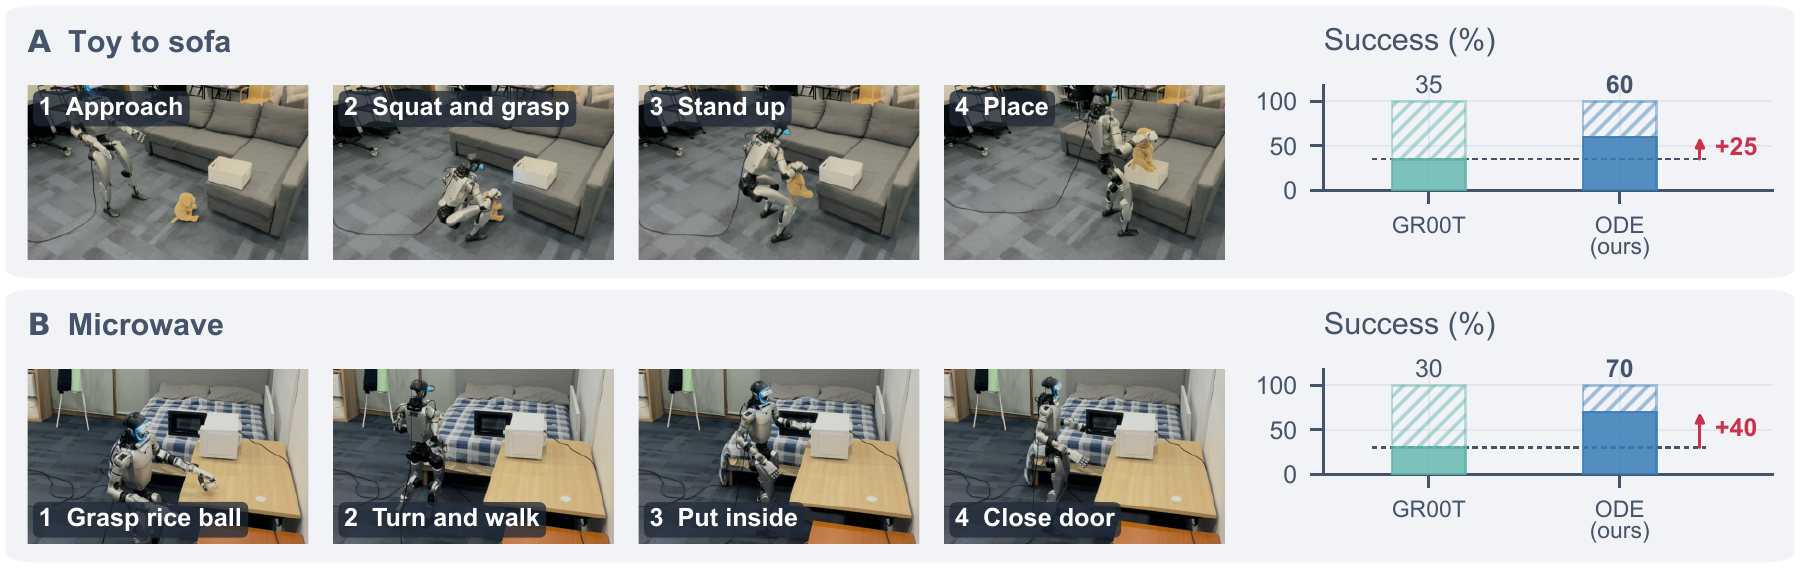 A Toy to sofa
1 Approach
2 Squat and grasp
3 Stand up
4 Place
Success (%)
35
60
100
50
0
+25
GR00T
ODE
(ours)
B Microwave
1 Grasp rice ball
2 Turn and walk
3 Put inside
4 Close door
Success (%)
30
70
100
50
0
+40
GR00T
ODE
(ours)